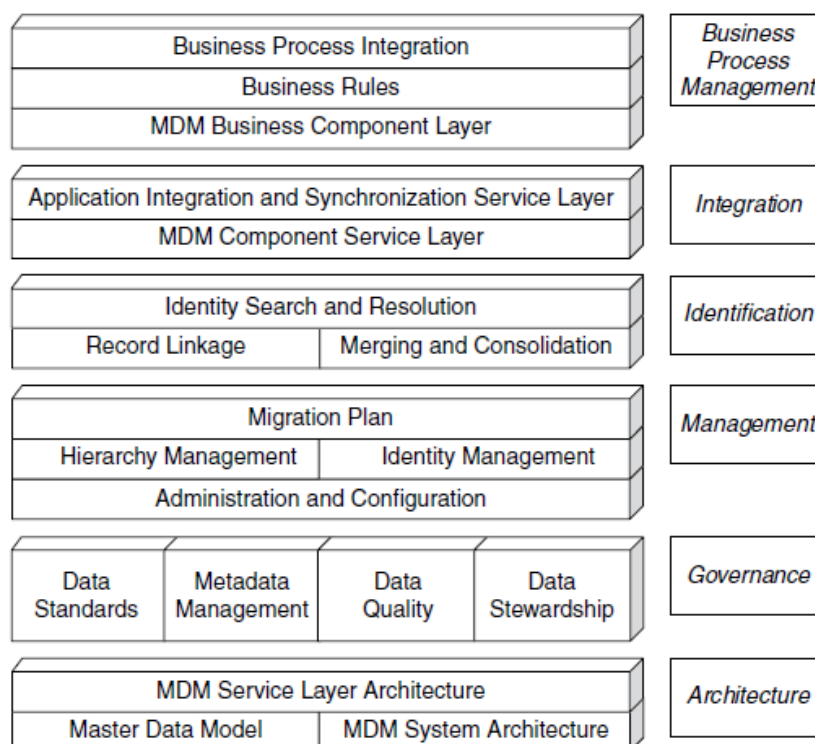 Business Process Integration
Business Rules
MDM Business Component Layer
Business
Process
Management
Application Integration and Synchronization Service Layer
MDM Component Service Layer
Integration
Identity Search and Resolution
Record Linkage
Merging and Consolidation
Identification
Migration Plan
Hierarchy Management
Identity Management
Administration and Configuration
Management
Data
Standards
Metadata
Management
Data
Quality
Data
Stewardship
Governance
MDM Service Layer Architecture
Master Data Model
MDM System Architecture
Architecture